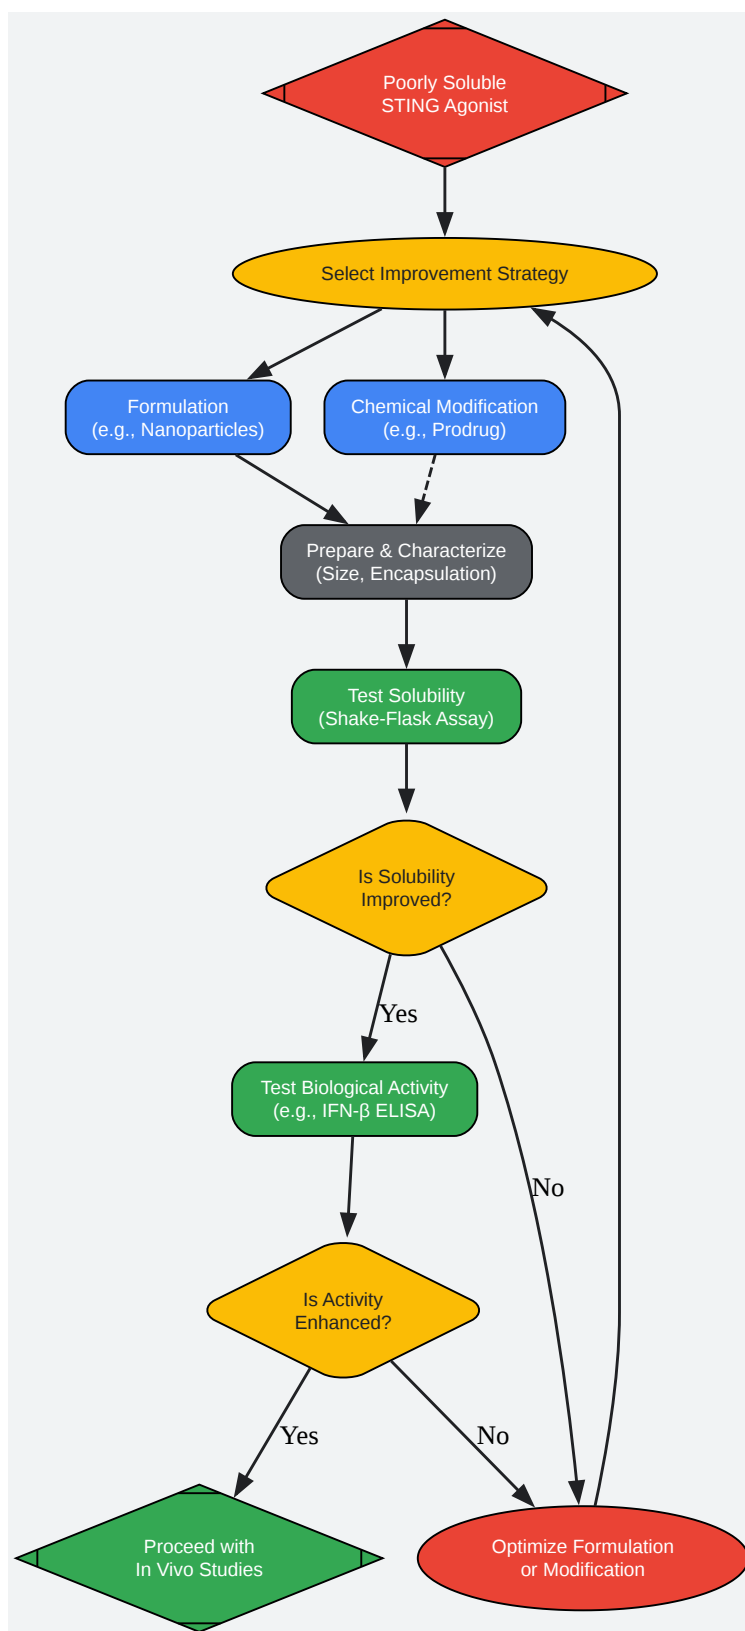 Poorly Soluble
STING Agonist
Select Improvement Strategy
Formulation
(e.g., Nanoparticles)
Chemical Modification
(e.g., Prodrug)
Prepare & Characterize
(Size, Encapsulation)
Test Solubility
(Shake-Flask Assay)
Is Solubility
Improved?
Yes
Test Biological Activity
(e.g., IFN-β ELISA)
No
Is Activity
Enhanced?
Yes
No
Proceed with
In Vivo Studies
Optimize Formulation
or Modification